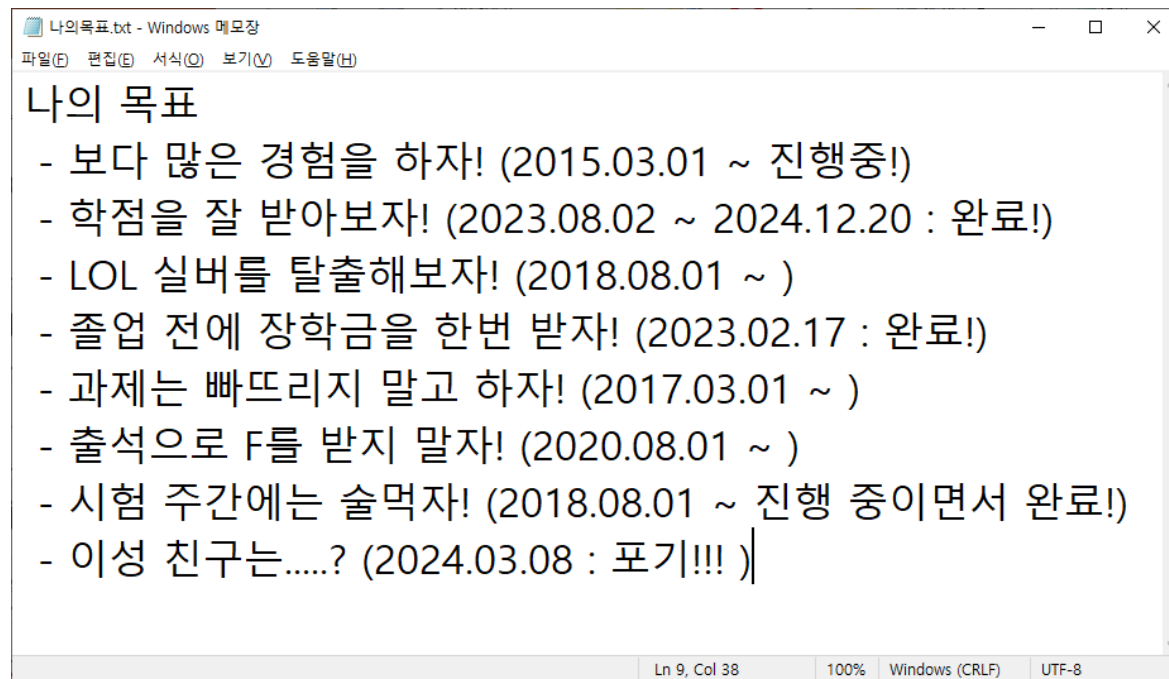 나의목표.txt - Windows 메모장
파일(F) 편집(E) 서식(O) 보기(V) 도움말(H)
나의 목표
- 보다 많은 경험을 하자! (2015.03.01 ~ 진행중!)
- 학점을 잘 받아보자! (2023.08.02 ~ 2024.12.20 : 완료!)
- LOL 실버를 탈출해보자! (2018.08.01 ~ )
- 졸업 전에 장학금을 한번 받자! (2023.02.17 : 완료!)
- 과제는 빠뜨리지 말고 하자! (2017.03.01 ~ )
- 출석으로 F를 받지 말자! (2020.08.01 ~ )
- 시험 주간에는 술먹자! (2018.08.01 ~ 진행 중이면서 완료!)
- 이성 친구는.....? (2024.03.08 : 포기!!! )
Ln 9, Col 38 100% Windows (CRLF) UTF-8